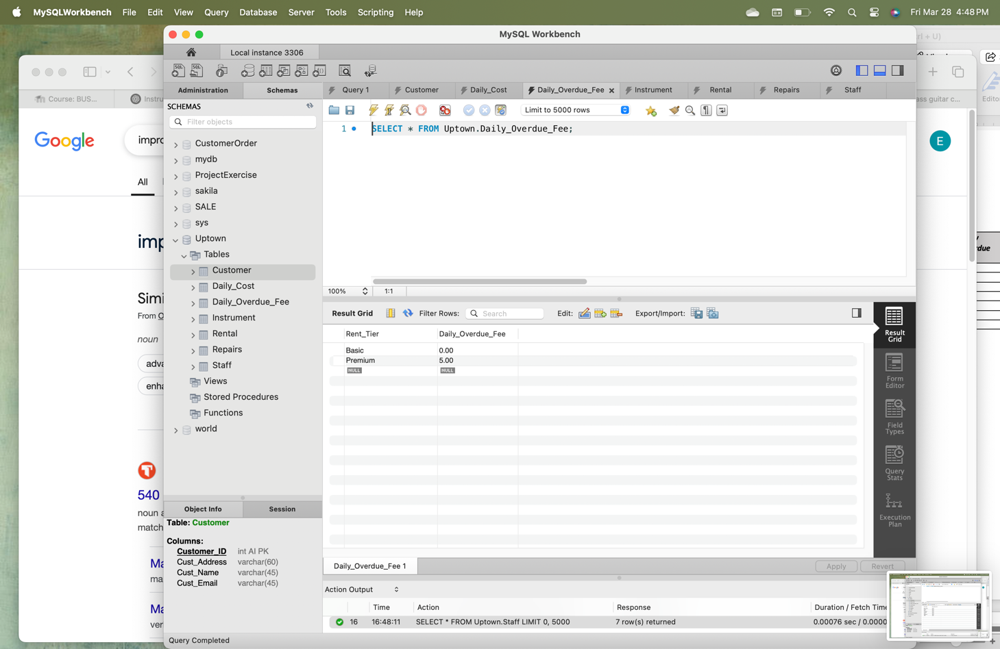 MySQLWorkbench File Edit View Query Database Server Tools Scripting Help
Fri Mar 28 4:48 PM
MySQL Workbench
Local instance 3306
Administration Schemas
Query 1 Customer Daily_Cost Daily_Overdue_Fee Instrument Rental Repairs Staff
SCHEMAS
Filter objects
Limit to 5000 rows
1 SELECT * FROM Uptown.Daily_Overdue_Fee;
CustomerOrder
mydb
ProjectExercise
sakila
SALE
sys
Uptown
Tables
Customer
Daily_Cost
Daily_Overdue_Fee
Instrument
Rental
Repairs
Staff
Views
Stored Procedures
Functions
world
100% 1:1
Result Grid Filter Rows: Search Edit: Export/Import:
Rent_Tier Daily_Overdue_Fee
Basic 0.00
Premium 5.00
NULL NULL
Result
Grid
Form
Editor
Field
Types
Query
Stats
Execution
Plan
Object Info Session
Table: Customer
Columns:
Customer_ID int AI PK
Cust_Address varchar(60)
Cust_Name varchar(45)
Cust_Email varchar(45)
Daily_Overdue_Fee 1
Apply Revert
Action Output
Time Action Response Duration / Fetch Time
16 16:48:11 SELECT * FROM Uptown.Staff LIMIT 0, 5000 7 row(s) returned 0.00076 sec / 0.0000
Query Completed
Course: BUS...
Instru
Google
impro
All
imp
Simi
From O
noun
adva
enha
540
noun a
match
Ma
ma
Ma
ver
rl + U)
ass guitar c...
Edito
E
due